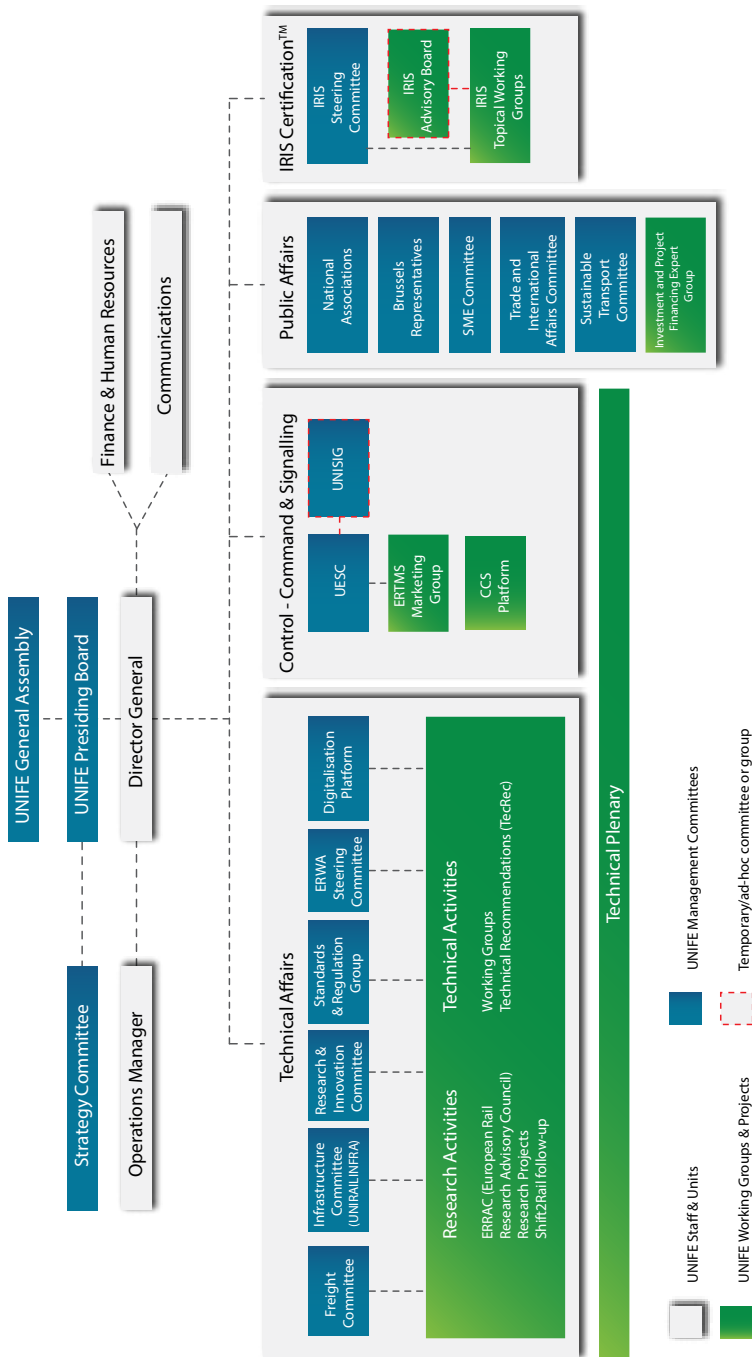 UNIFE General Assembly
UNIFE Presiding Board
Strategy Committee
Director General
Operations Manager
Finance & Human Resources
Communications
Technical Affairs
Freight
Committee
Infrastructure
Committee
(UNIRAILINFRA)
Research &
Innovation
Committee
Standards
& Regulation
Group
ERWA
Steering
Committee
Digitalisation
Platform
Research Activities
ERRAC (European Rail
Research Advisory Council)
Research Projects
Shift2Rail follow-up
Technical Activities
Working Groups
Technical Recommendations (TecRec)
Control - Command & Signalling
UESC
UNISIG
ERTMS
Marketing
Group
CCS
Platform
Technical Plenary
Public Affairs
National
Associations
Brussels
Representatives
SME Committee
Trade and
International
Affairs Committee
Sustainable
Transport
Committee
Investment and Project
Financing Expert
Group
IRIS Certification™
IRIS
Steering
Committee
IRIS
Advisory Board
IRIS
Topical Working
Groups
UNIFE Staff & Units
UNIFE Management Committees
UNIFE Working Groups & Projects
Temporary/ad-hoc committee or group